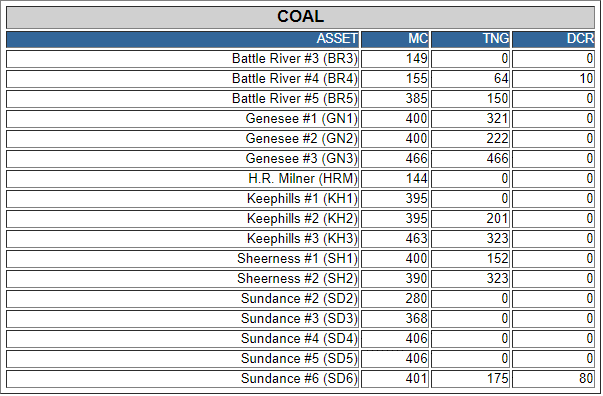 COAL
ASSET MC TNG DCR
Battle River #3 (BR3) 149 0 0
Battle River #4 (BR4) 155 64 10
Battle River #5 (BR5) 385 150 0
Genesee #1 (GN1) 400 321 0
Genesee #2 (GN2) 400 222 0
Genesee #3 (GN3) 466 466 0
H.R. Milner (HRM) 144 0 0
Keephills #1 (KH1) 395 0 0
Keephills #2 (KH2) 395 201 0
Keephills #3 (KH3) 463 323 0
Sheerness #1 (SH1) 400 152 0
Sheerness #2 (SH2) 390 323 0
Sundance #2 (SD2) 280 0 0
Sundance #3 (SD3) 368 0 0
Sundance #4 (SD4) 406 0 0
Sundance #5 (SD5) 406 0 0
Sundance #6 (SD6) 401 175 80